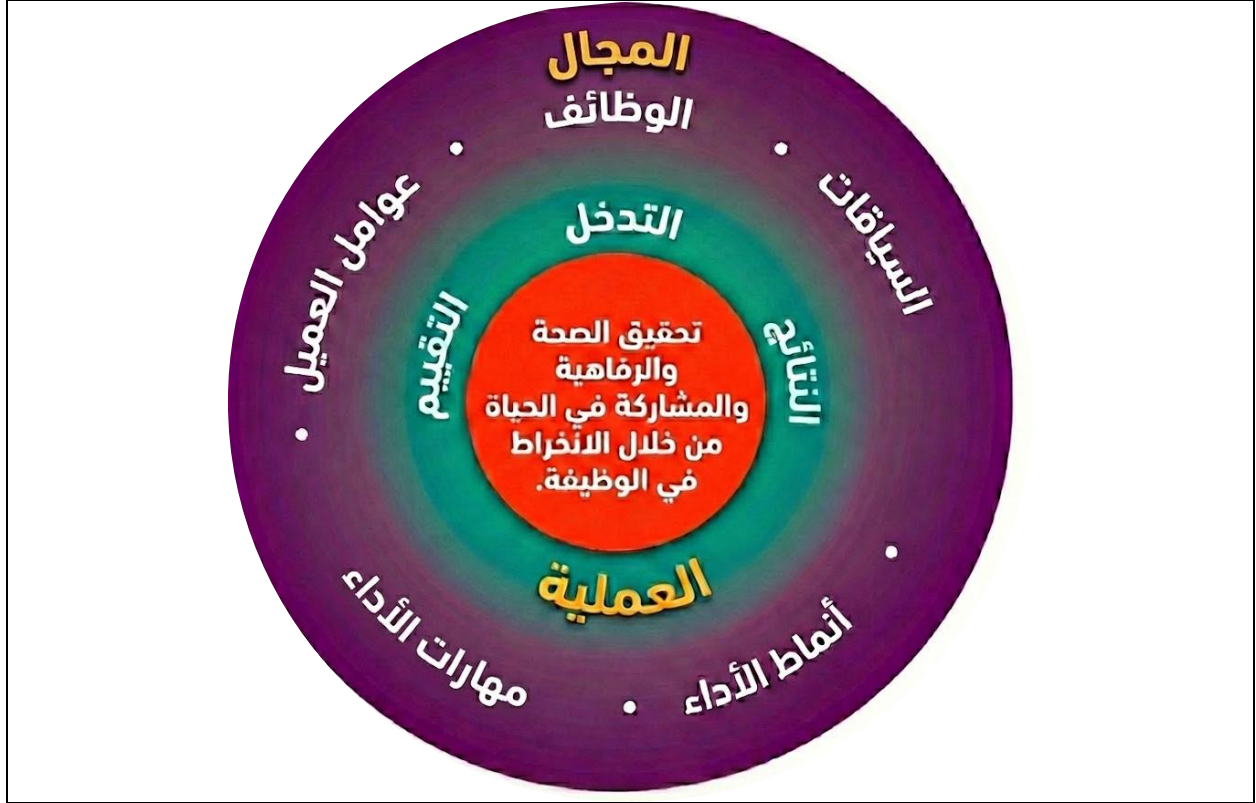 المجال
الوظائف
عوامل العميل
السياقات
التدخل
التقييم
النتائج
تحقيق الصحة
والرفاهية
والمشاركة في الحياة
من خلال الانخراط
في الوظيفة.
العملية
مهارات الأداء
أنماط الأداء